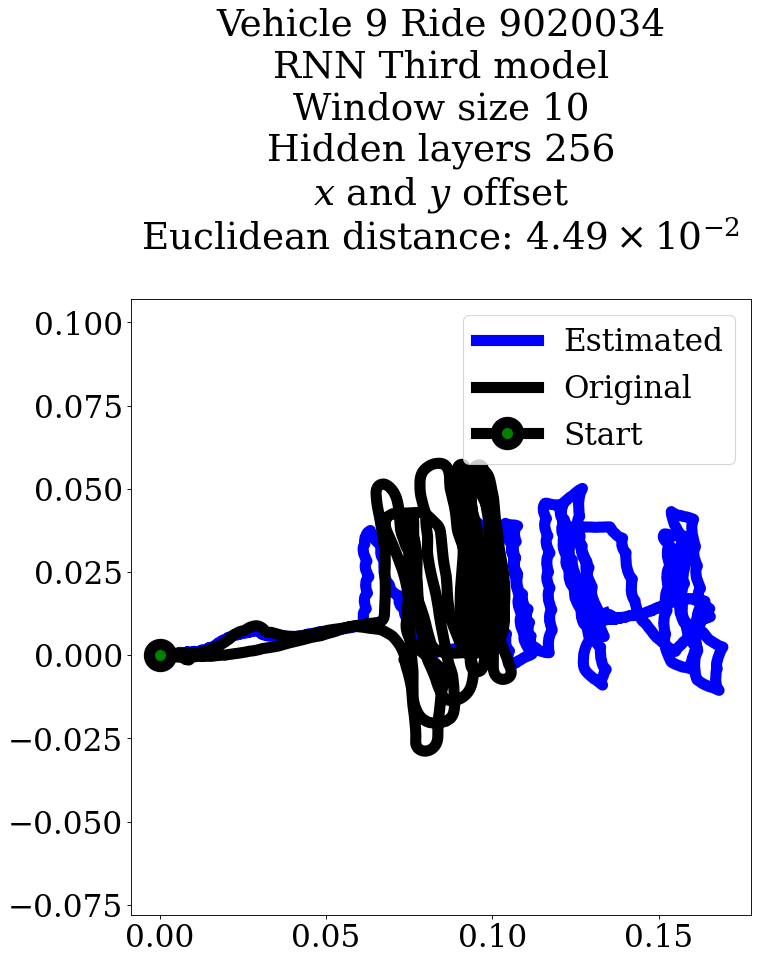 Vehicle 9 Ride 9020034
RNN Third model
Window size 10
Hidden layers 256
x and y offset
Euclidean distance: 4.49 × 10⁻²
Estimated
Original
Start
0.100
0.075
0.050
0.025
0.000
−0.025
−0.050
−0.075
0.00 0.05 0.10 0.15